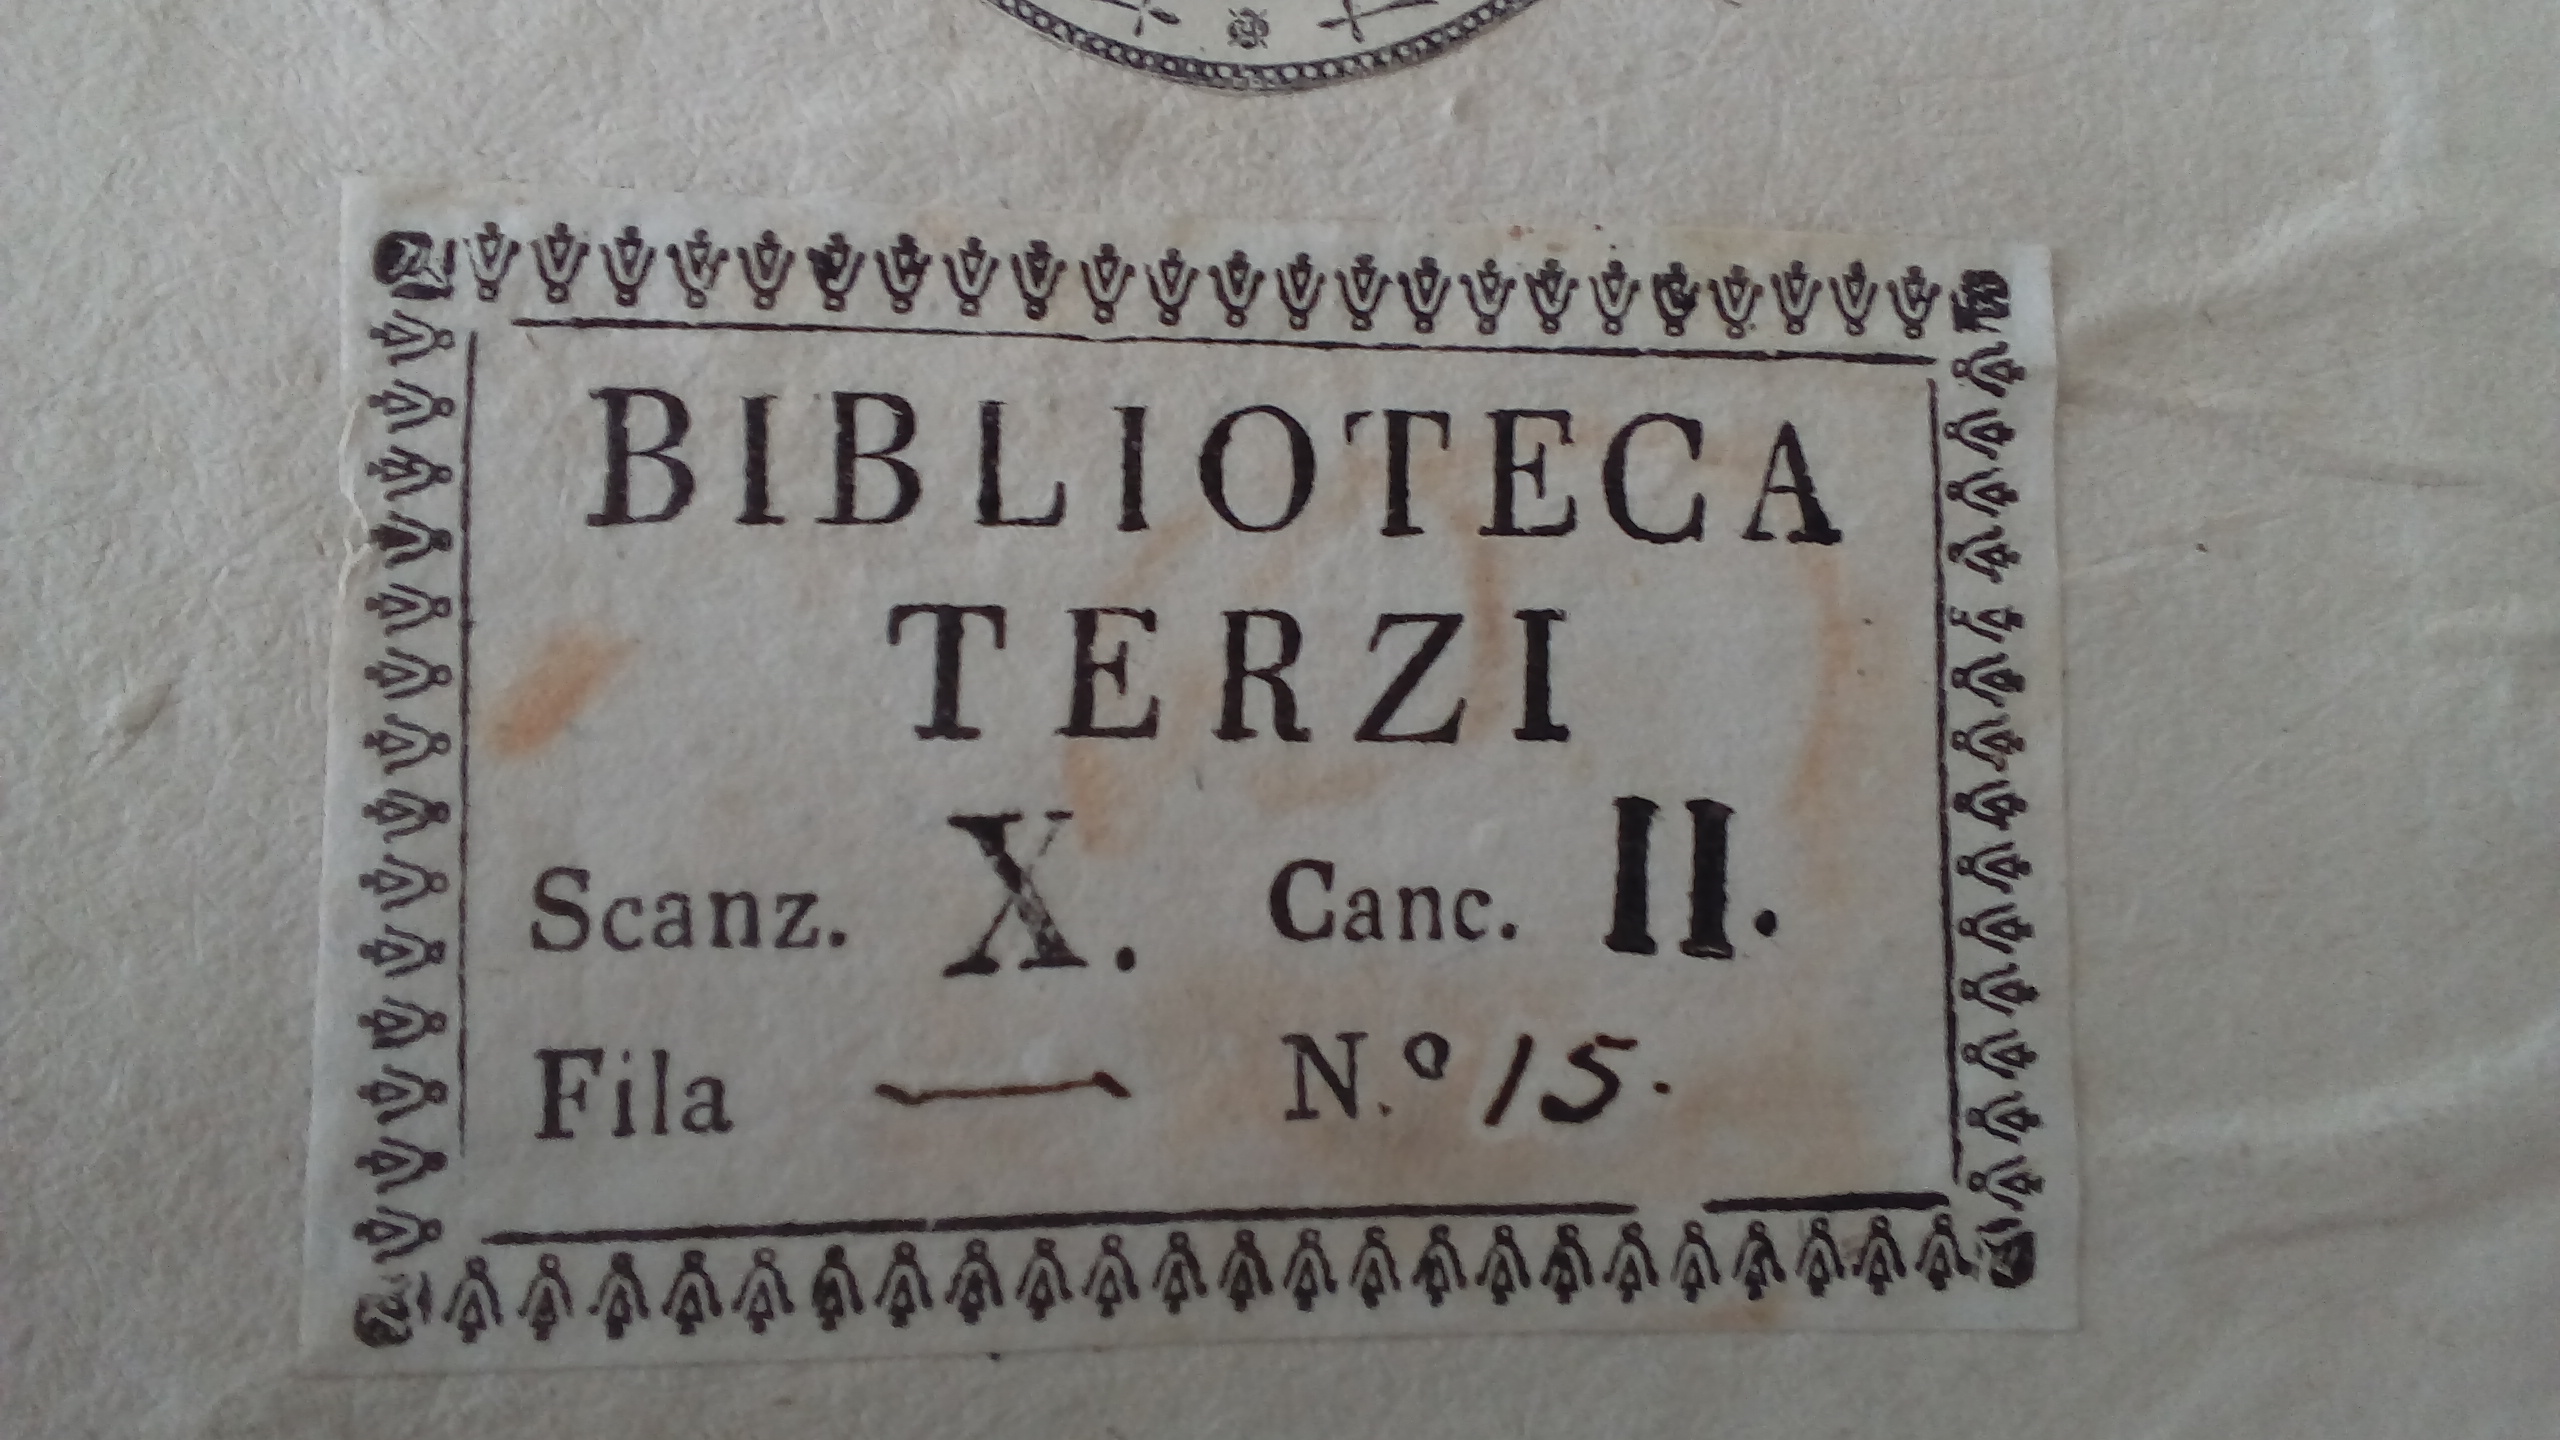 BIBLIOTECA
TERZI
Scanz. X. Canc. II.
Fila — N.º 15.